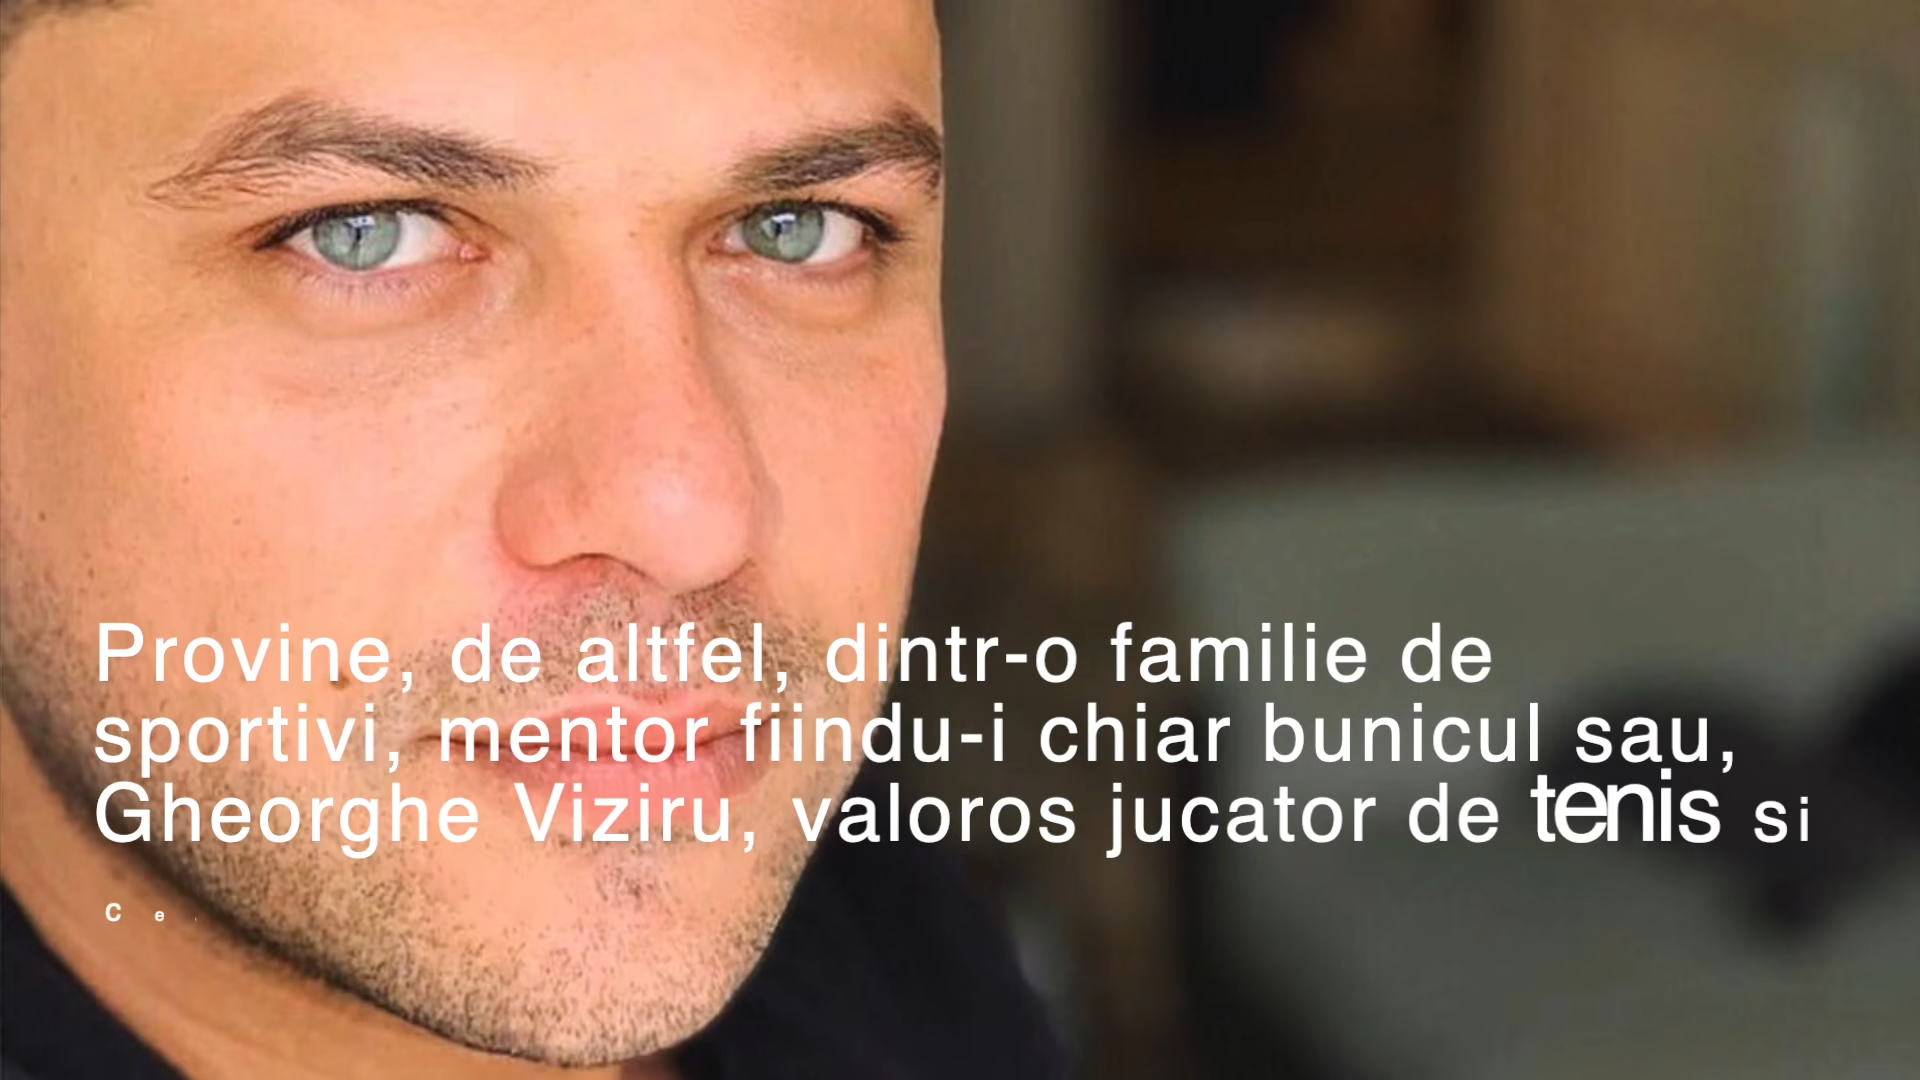 Provine, de altfel, dintr-o familie de
sportivi, mentor fiindu-i chiar bunicul sau,
Gheorghe Viziru, valoros jucator de tenis si
Ce